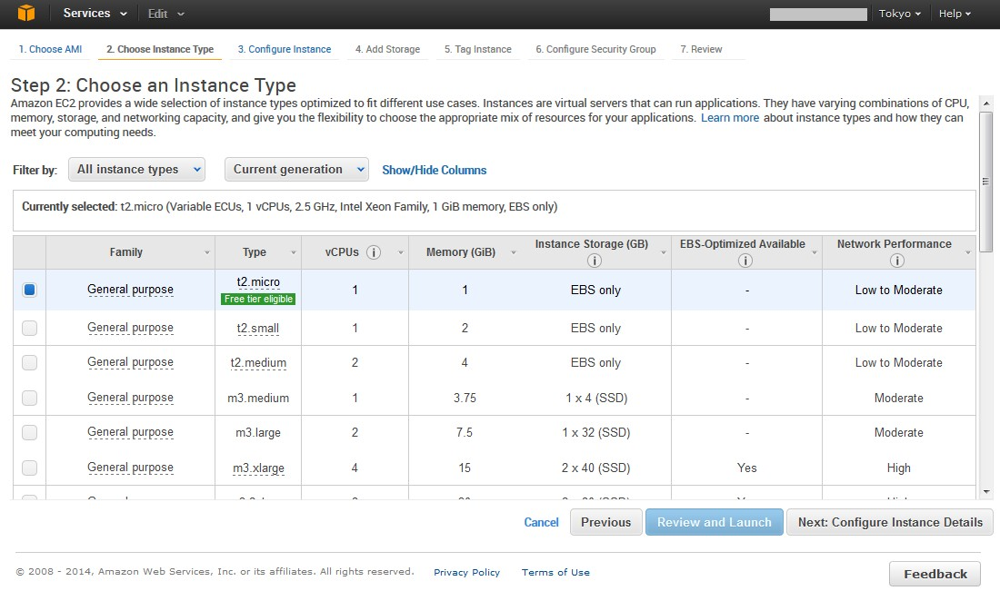 Services Edit Tokyo Help
1. Choose AMI 2. Choose Instance Type 3. Configure Instance 4. Add Storage 5. Tag Instance 6. Configure Security Group 7. Review
Step 2: Choose an Instance Type
Amazon EC2 provides a wide selection of instance types optimized to fit different use cases. Instances are virtual servers that can run applications. They have varying combinations of CPU,
memory, storage, and networking capacity, and give you the flexibility to choose the appropriate mix of resources for your applications. Learn more about instance types and how they can
meet your computing needs.
Filter by: All instance types Current generation Show/Hide Columns
Currently selected: t2.micro (Variable ECUs, 1 vCPUs, 2.5 GHz, Intel Xeon Family, 1 GiB memory, EBS only)
Family Type vCPUs Memory (GiB) Instance Storage (GB) EBS-Optimized Available Network Performance
General purpose t2.micro 1 1 EBS only - Low to Moderate
Free tier eligible
General purpose t2.small 1 2 EBS only - Low to Moderate
General purpose t2.medium 2 4 EBS only - Low to Moderate
General purpose m3.medium 1 3.75 1 x 4 (SSD) - Moderate
General purpose m3.large 2 7.5 1 x 32 (SSD) - Moderate
General purpose m3.xlarge 4 15 2 x 40 (SSD) Yes High
Cancel Previous Review and Launch Next: Configure Instance Details
© 2008 - 2014, Amazon Web Services, Inc. or its affiliates. All rights reserved. Privacy Policy Terms of Use Feedback